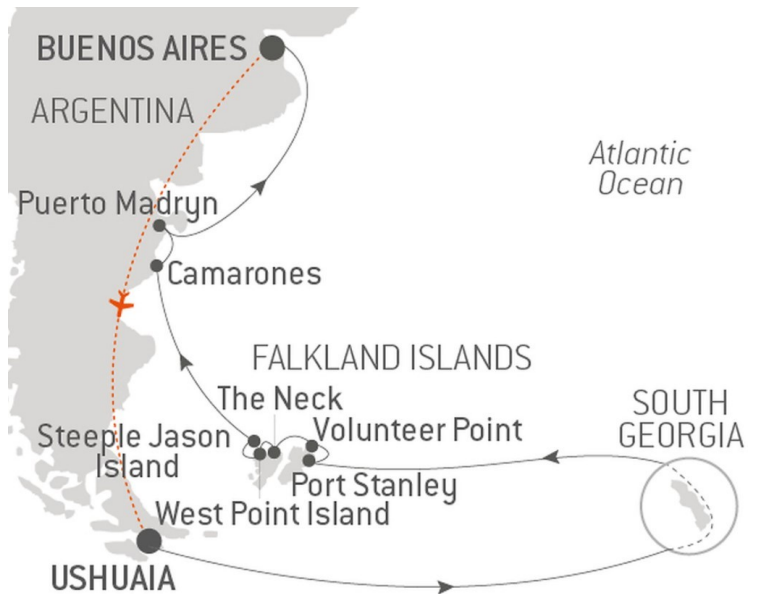 BUENOS AIRES
ARGENTINA
Atlantic
Ocean
Puerto Madryn
Camarones
FALKLAND ISLANDS
The Neck
SOUTH
GEORGIA
Steeple Jason
Island
Volunteer Point
Port Stanley
West Point Island
USHUAIA